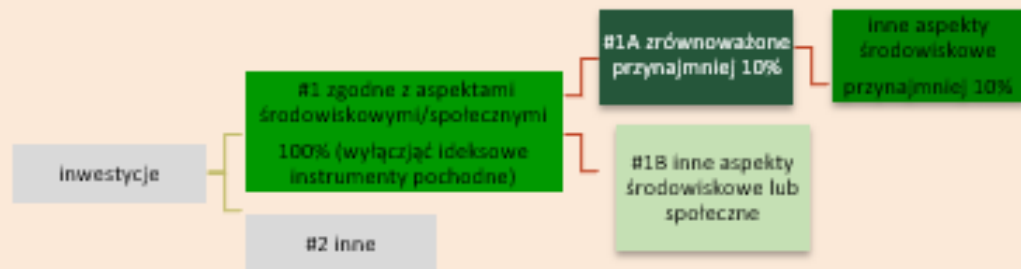 inwestycje
#1 zgodne z aspektami
środowiskowymi/społecznymi
100% (wyłączjąć ideksowe
instrumenty pochodne)
#2 inne
#1A zrównoważone
przynajmniej 10%
#1B inne aspekty
środowiskowe lub
społeczne
inne aspekty
środowiskowe
przynajmniej 10%